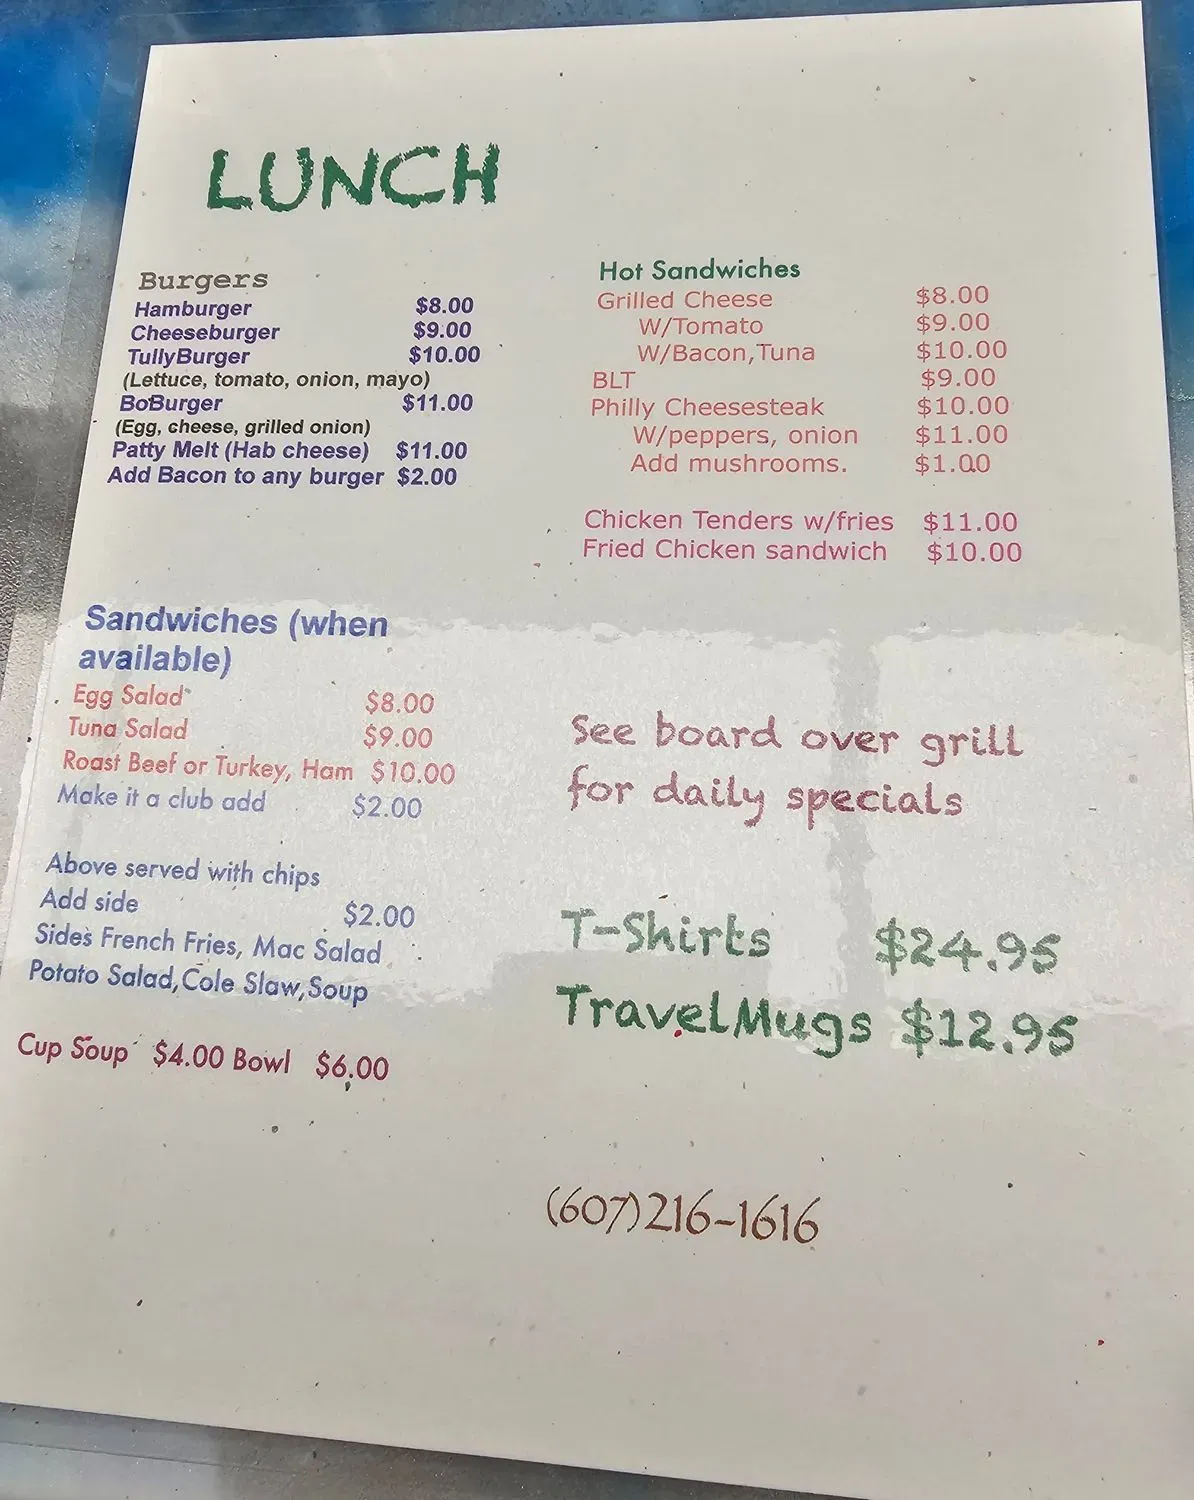 LUNCH
Burgers
Hamburger $8.00
Cheeseburger $9.00
TullyBurger $10.00
(Lettuce, tomato, onion, mayo)
BoBurger $11.00
(Egg, cheese, grilled onion)
Patty Melt (Hab cheese) $11.00
Add Bacon to any burger $2.00
Hot Sandwiches
Grilled Cheese $8.00
W/Tomato $9.00
W/Bacon,Tuna $10.00
BLT $9.00
Philly Cheesesteak $10.00
W/peppers, onion $11.00
Add mushrooms. $1.00
Chicken Tenders w/fries $11.00
Fried Chicken sandwich $10.00
Sandwiches (when
available)
Egg Salad $8.00
Tuna Salad $9.00
Roast Beef or Turkey, Ham $10.00
Make it a club add $2.00
Above served with chips
Add side $2.00
Sides French Fries, Mac Salad
Potato Salad,Cole Slaw,Soup
Cup Soup $4.00 Bowl $6.00
See board over grill
for daily specials
T-Shirts $24.95
TravelMugs $12.95
(607)216-1616